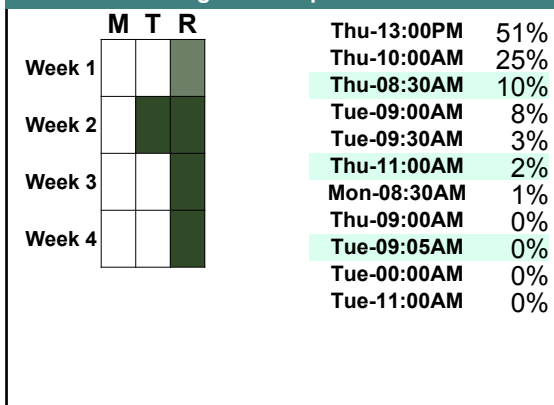 M T R
Week 1
Week 2
Week 3
Week 4
Thu-13:00PM 51%
Thu-10:00AM 25%
Thu-08:30AM 10%
Tue-09:00AM 8%
Tue-09:30AM 3%
Thu-11:00AM 2%
Mon-08:30AM 1%
Thu-09:00AM 0%
Tue-09:05AM 0%
Tue-00:00AM 0%
Tue-11:00AM 0%